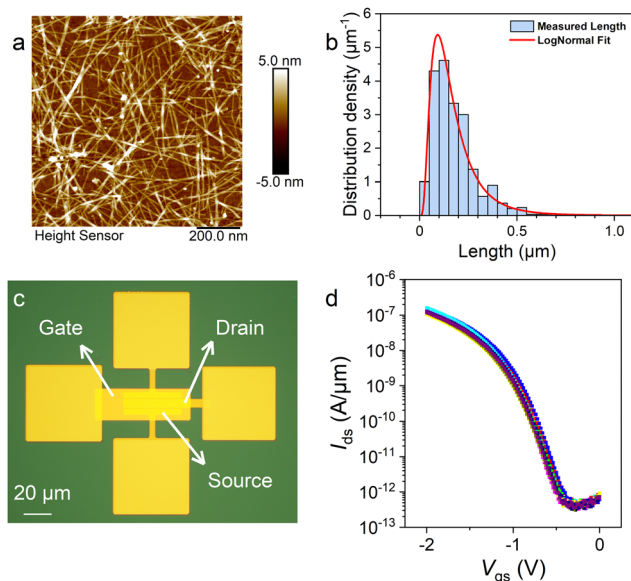 a
5.0 nm
-5.0 nm
Height Sensor
200.0 nm
b
Measured Length
LogNormal Fit
Distribution density (μm⁻¹)
6
5
4
3
2
1
0
0.0
0.5
1.0
Length (μm)
c
Gate
Drain
Source
20 μm
d
I_ds (A/μm)
10⁻⁶
10⁻⁷
10⁻⁸
10⁻⁹
10⁻¹⁰
10⁻¹¹
10⁻¹²
10⁻¹³
-2
-1
0
V_gs (V)